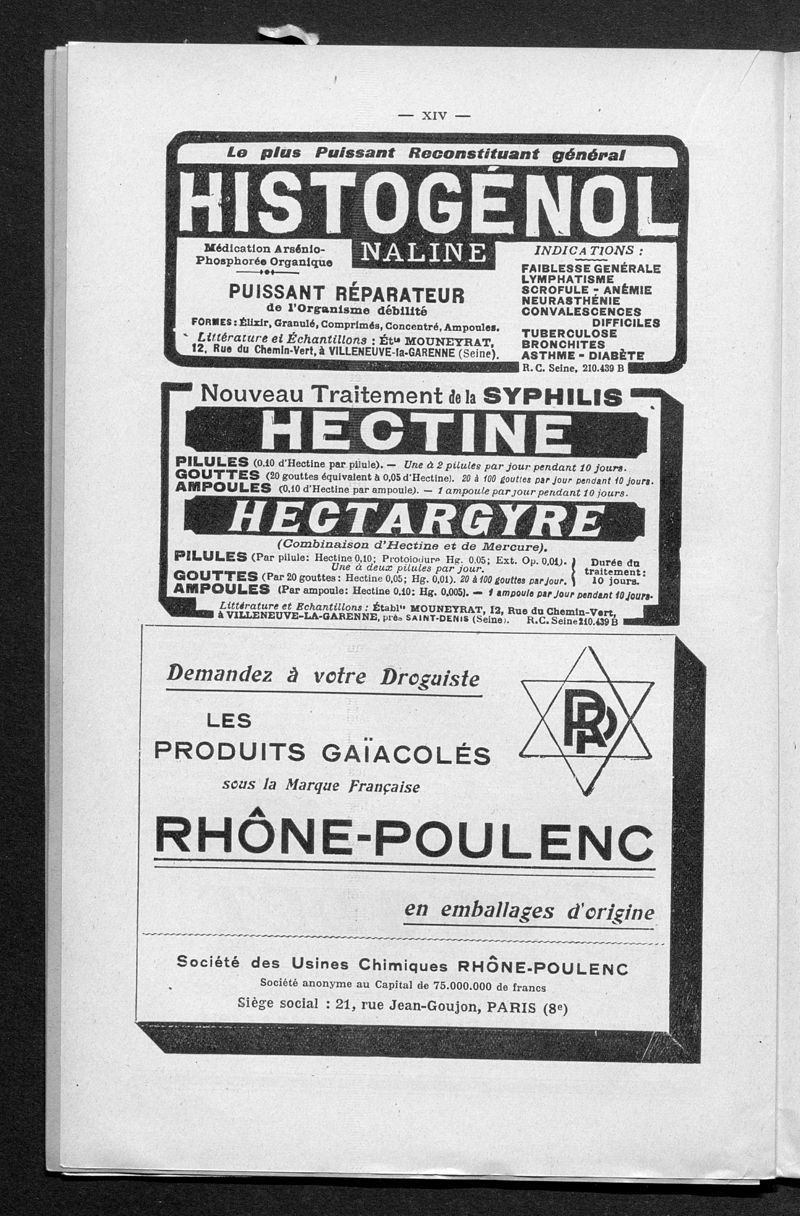 — XIV —
Le plus Puissant Reconstituant général
HISTOGÉNOL
NALINE
Médication Arsénio-
Phosphorée Organique
PUISSANT RÉPARATEUR
de l'Organisme débilité
FORMES: Élixir, Granulé, Comprimés, Concentré, Ampoules.
Littérature et Échantillons : Éts MOUNEYRAT,
12, Rue du Chemin-Vert, à VILLENEUVE-la-GARENNE (Seine).
INDICATIONS :
FAIBLESSE GENÉRALE
LYMPHATISME
SCROFULE - ANÉMIE
NEURASTHÉNIE
CONVALESCENCES
DIFFICILES
TUBERCULOSE
BRONCHITES
ASTHME - DIABÈTE
R. C. Seine, 210.439 B
Nouveau Traitement de la SYPHILIS
HECTINE
PILULES (0.10 d'Hectine par pilule). — Une à 2 pilules par jour pendant 10 jours.
GOUTTES (20 gouttes équivalent à 0,05 d'Hectine). 20 à 100 gouttes par jour pendant 10 jours.
AMPOULES (0,10 d'Hectine par ampoule). — 1 ampoule par jour pendant 10 jours.
HECTARGYRE
(Combinaison d'Hectine et de Mercure).
PILULES (Par pilule: Hectine 0,10; Protoiodure Hg. 0,05; Ext. Op. 0,01).
Une à deux pilules par jour.
GOUTTES (Par 20 gouttes: Hectine 0,05; Hg. 0,01). 20 à 100 gouttes par jour.
Durée du
traitement:
10 jours.
AMPOULES (Par ampoule: Hectine 0,10; Hg. 0,005). — 1 ampoule par jour pendant 10 jours.
Littérature et Echantillons : Établts MOUNEYRAT, 12, Rue du Chemin-Vert,
à VILLENEUVE-LA-GARENNE, près SAINT-DENIS (Seine). R. C. Seine 210.439 B
Demandez à votre Droguiste
LES
PRODUITS GAÏACOLÉS
sous la Marque Française
RHÔNE-POULENC
en emballages d'origine
Société des Usines Chimiques RHÔNE-POULENC
Société anonyme au Capital de 75.000.000 de francs
Siège social : 21, rue Jean-Goujon, PARIS (8e)